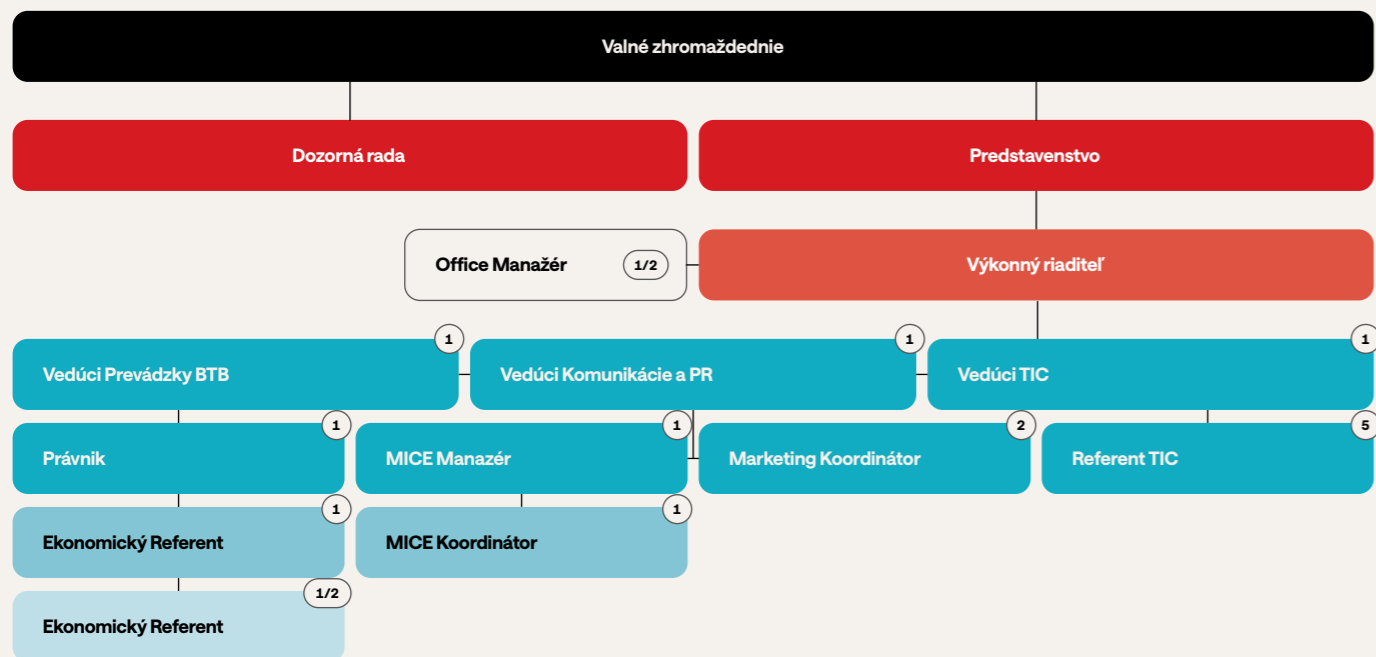 Valné zhromaždednie
Dozorná rada
Predstavenstvo
Office Manažér
1/2
Výkonný riaditeľ
1
1
1
Vedúci Prevádzky BTB
Vedúci Komunikácie a PR
Vedúci TIC
1
1
2
5
Právnik
MICE Manazér
Marketing Koordinátor
Referent TIC
1
1
Ekonomický Referent
MICE Koordinátor
1/2
Ekonomický Referent